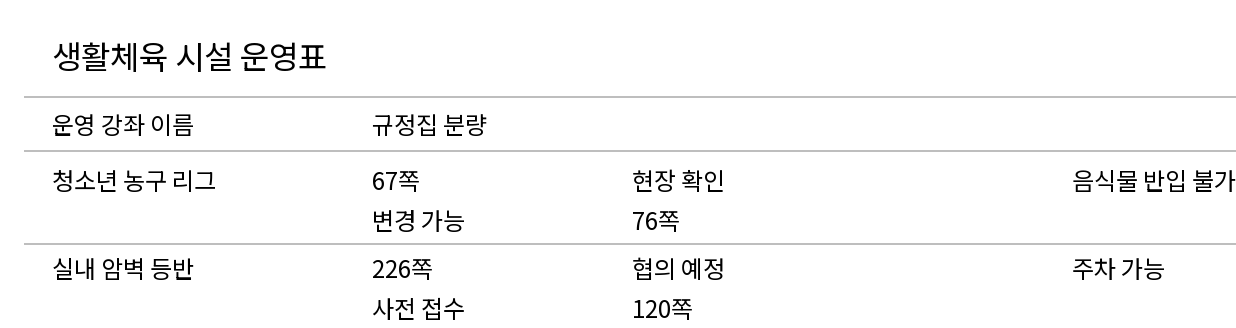 생활체육 시설 운영표
운영 강좌 이름 규정집 분량
청소년 농구 리그 67쪽 현장 확인 음식물 반입 불가
변경 가능 76쪽
실내 암벽 등반 226쪽 협의 예정 주차 가능
사전 접수 120쪽